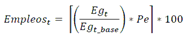 Empleos_t = [(Eg_t / Eg_t_base) * Pe] * 100